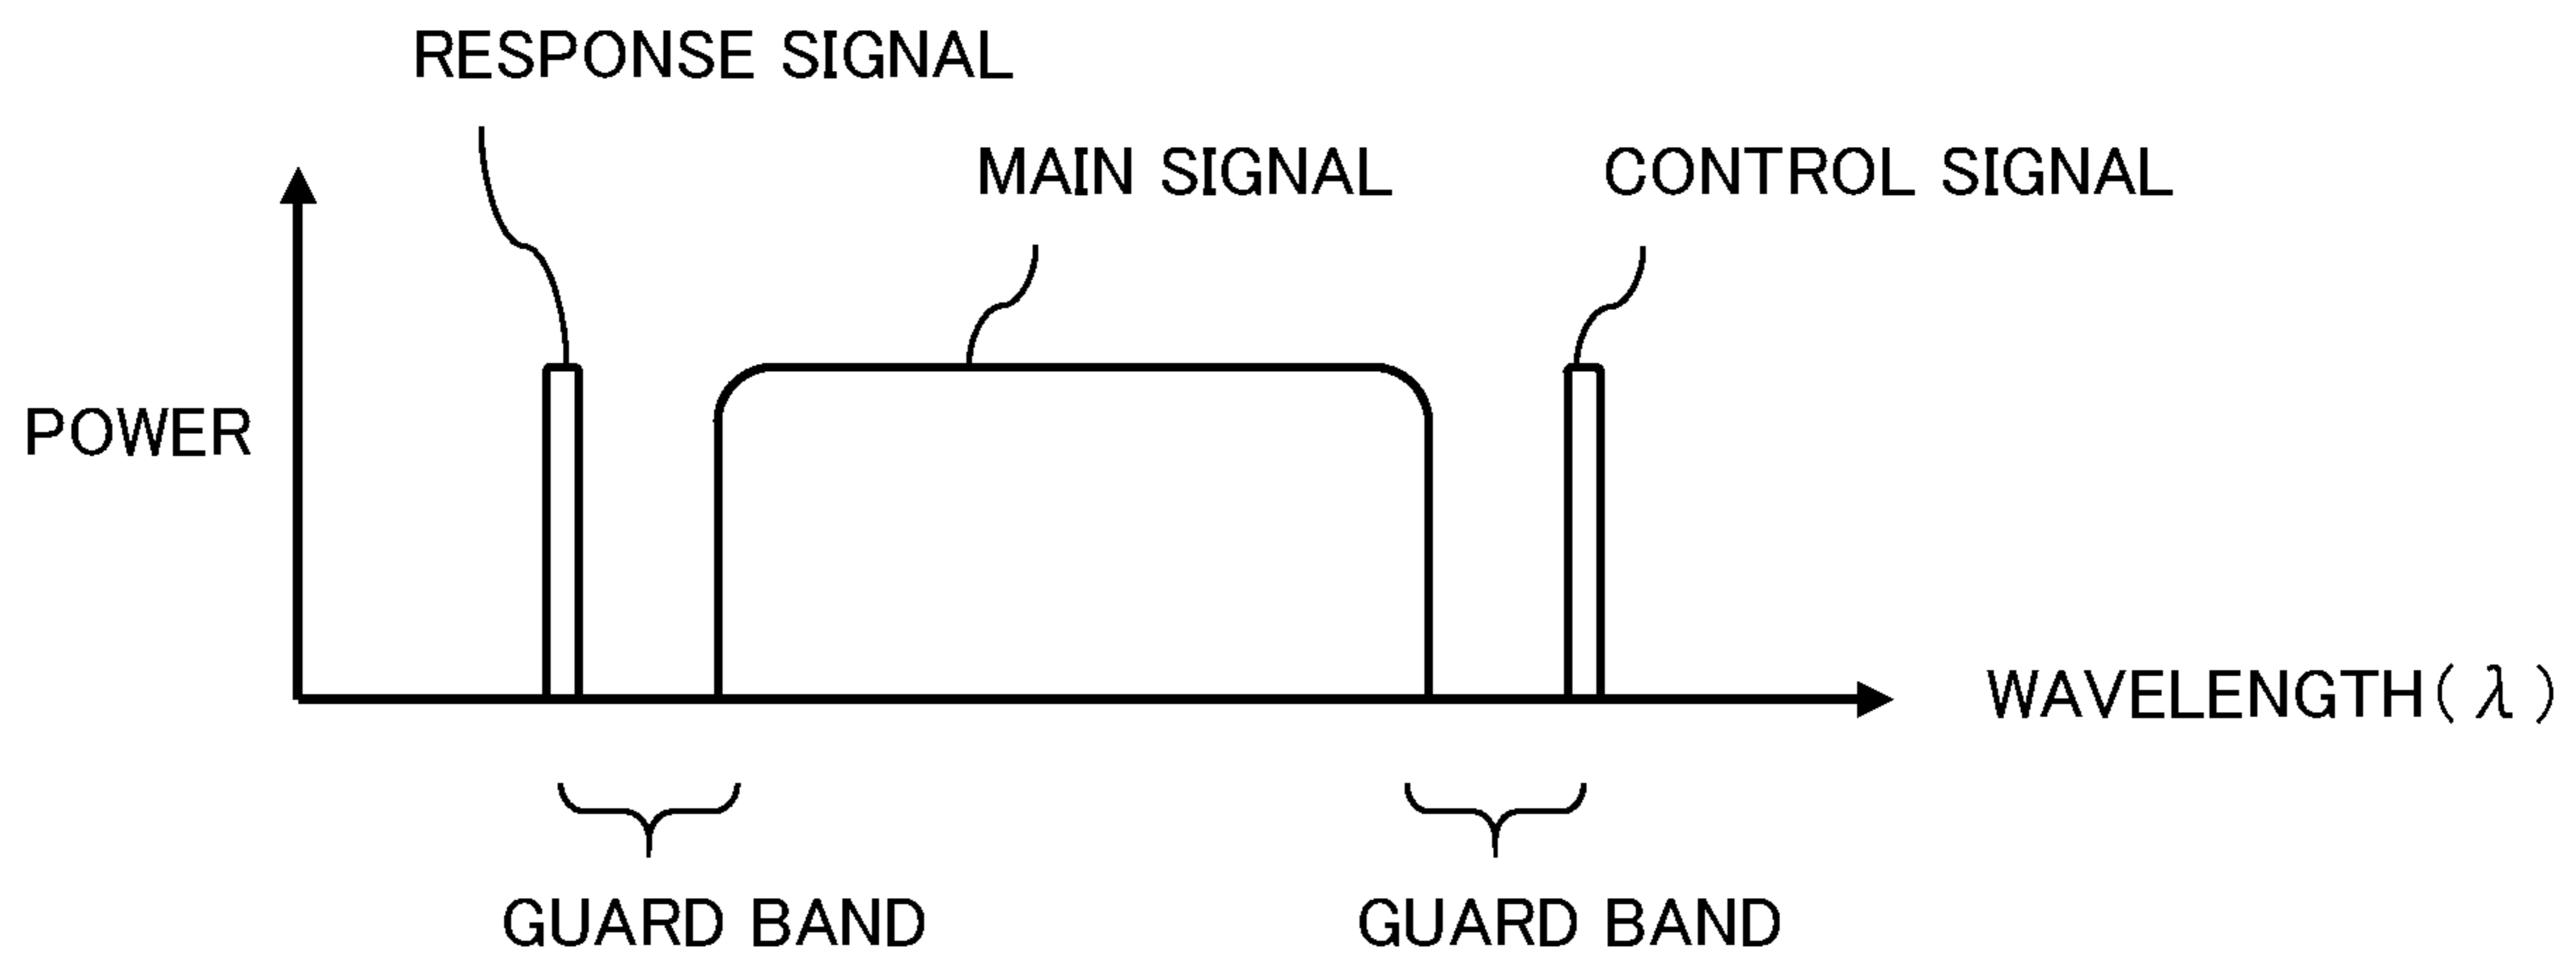 RESPONSE SIGNAL
MAIN SIGNAL
CONTROL SIGNAL
POWER
WAVELENGTH(λ)
GUARD BAND
GUARD BAND